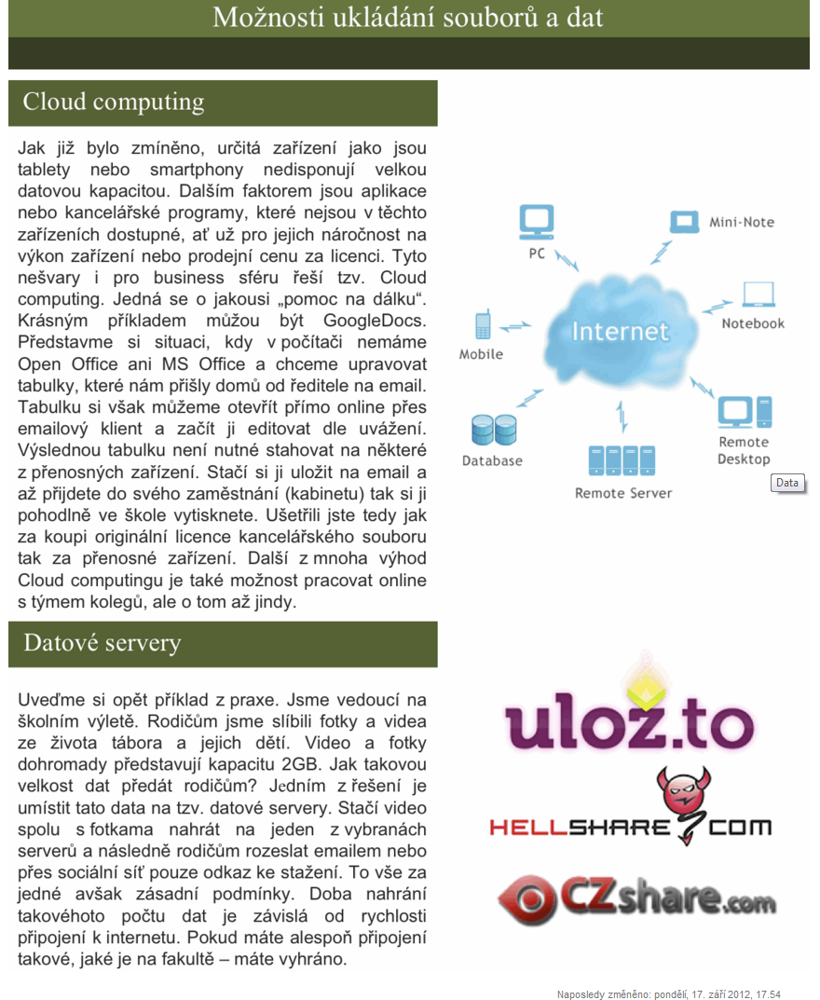 Možnosti ukládání souborů a dat
Cloud computing
Jak již bylo zmíněno, určitá zařízení jako jsou
tablety nebo smartphony nedisponují velkou
datovou kapacitou. Dalším faktorem jsou aplikace
nebo kancelářské programy, které nejsou v těchto
zařízeních dostupné, ať už pro jejich náročnost na
výkon zařízení nebo prodejní cenu za licenci. Tyto
nešvary i pro business sféru řeší tzv. Cloud
computing. Jedná se o jakousi „pomoc na dálku“.
Krásným příkladem můžou být GoogleDocs.
Představme si situaci, kdy v počítači nemáme
Open Office ani MS Office a chceme upravovat
tabulky, které nám přišly domů od ředitele na email.
Tabulku si však můžeme otevřít přímo online přes
emailový klient a začít ji editovat dle uvážení.
Výslednou tabulku není nutné stahovat na některé
z přenosných zařízení. Stačí si ji uložit na email a
až přijdete do svého zaměstnání (kabinetu) tak si ji
pohodlně ve škole vytisknete. Ušetřili jste tedy jak
za koupi originální licence kancelářského souboru
tak za přenosné zařízení. Další z mnoha výhod
Cloud computingu je také možnost pracovat online
s týmem kolegů, ale o tom až jindy.
PC
Mini-Note
Internet
Notebook
Mobile
Remote
Desktop
Database
Remote Server
Data
Datové servery
Uveďme si opět příklad z praxe. Jsme vedoucí na
školním výletě. Rodičům jsme slíbili fotky a videa
ze života tábora a jejich dětí. Video a fotky
dohromady představují kapacitu 2GB. Jak takovou
velkost dat předát rodičům? Jedním z řešení je
umístit tato data na tzv. datové servery. Stačí video
spolu s fotkama nahrát na jeden z vybranách
serverů a následně rodičům rozeslat emailem nebo
přes sociální síť pouze odkaz ke stažení. To vše za
jedné avšak zásadní podmínky. Doba nahrání
takovéhoto počtu dat je závislá od rychlosti
připojení k internetu. Pokud máte alespoň připojení
takové, jaké je na fakultě – máte vyhráno.
ulož.to
HELLSHARE COM
CZshare.com
Naposledy změněno: pondělí, 17. září 2012, 17.54